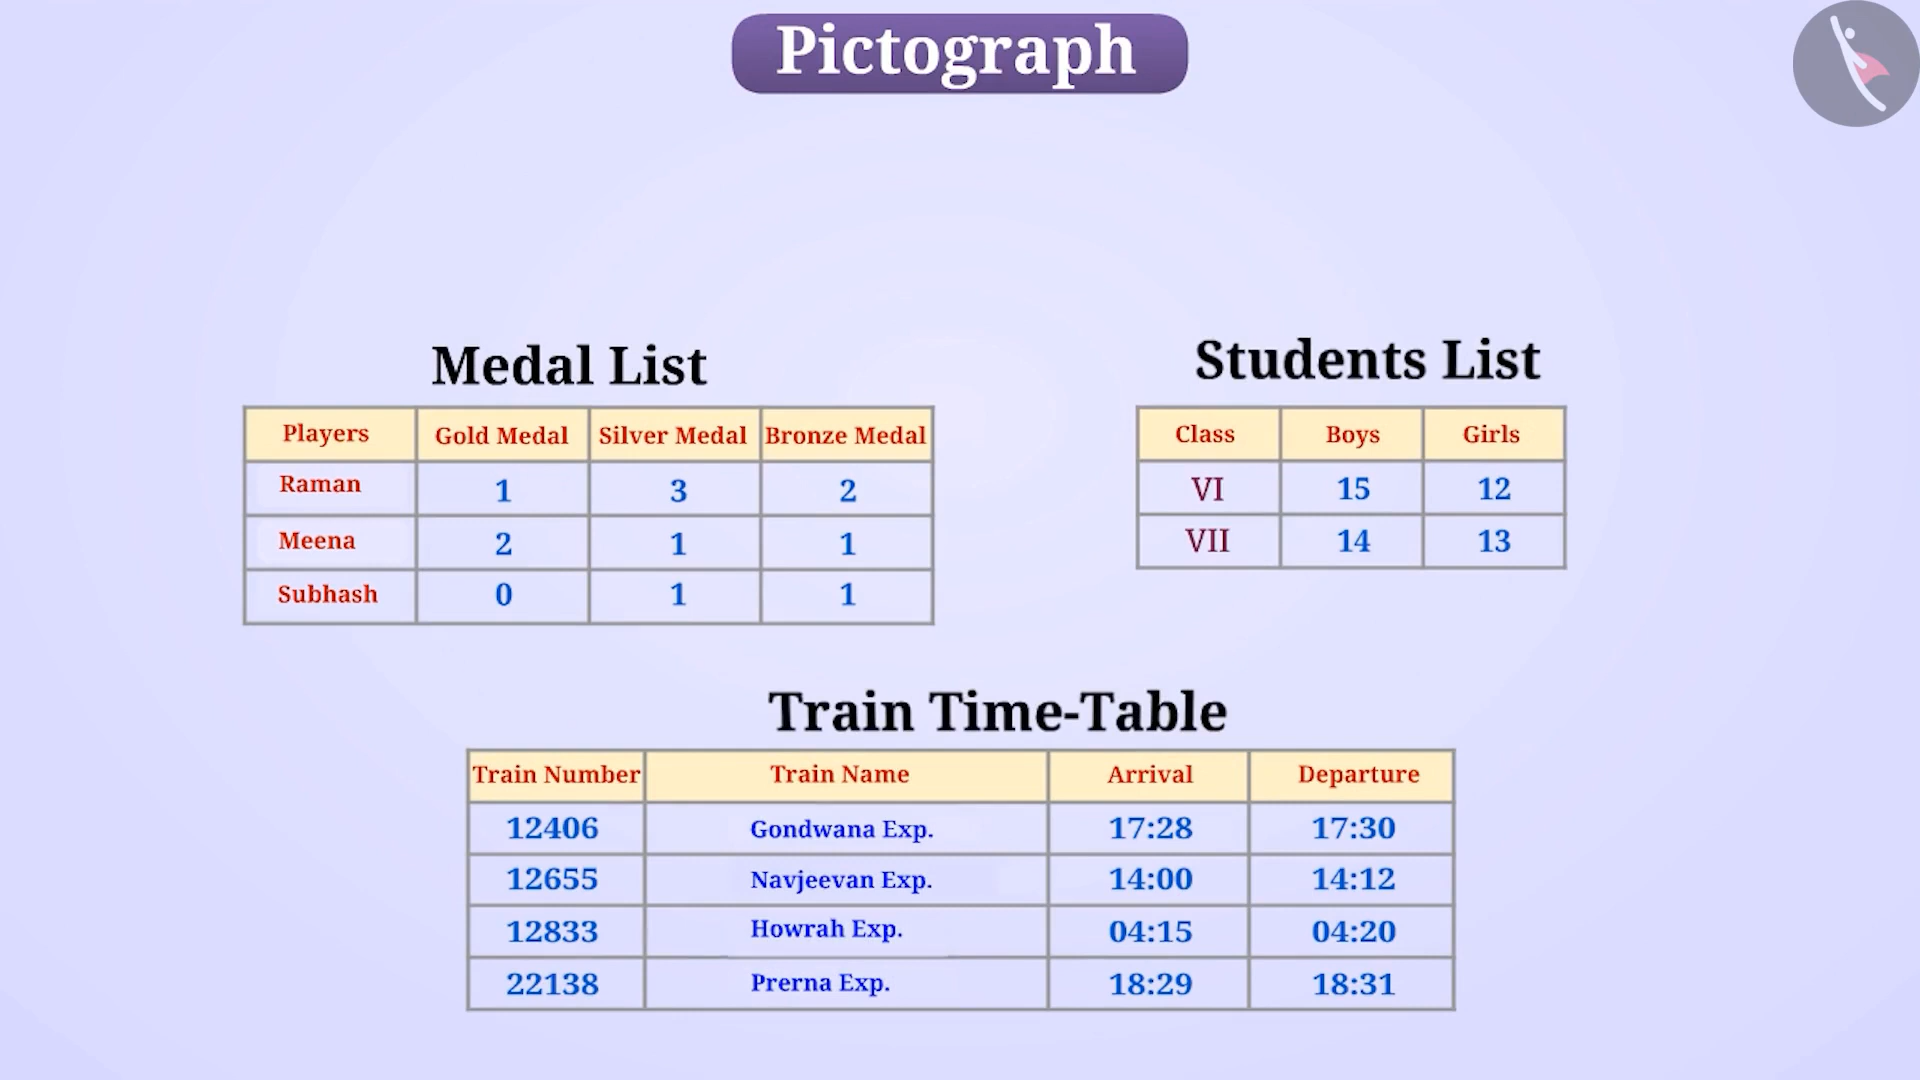 Pictograph
Medal List
Players Gold Medal Silver Medal Bronze Medal
Raman 1 3 2
Meena 2 1 1
Subhash 0 1 1
Students List
Class Boys Girls
VI 15 12
VII 14 13
Train Time-Table
Train Number Train Name Arrival Departure
12406 Gondwana Exp. 17:28 17:30
12655 Navjeevan Exp. 14:00 14:12
12833 Howrah Exp. 04:15 04:20
22138 Prerna Exp. 18:29 18:31